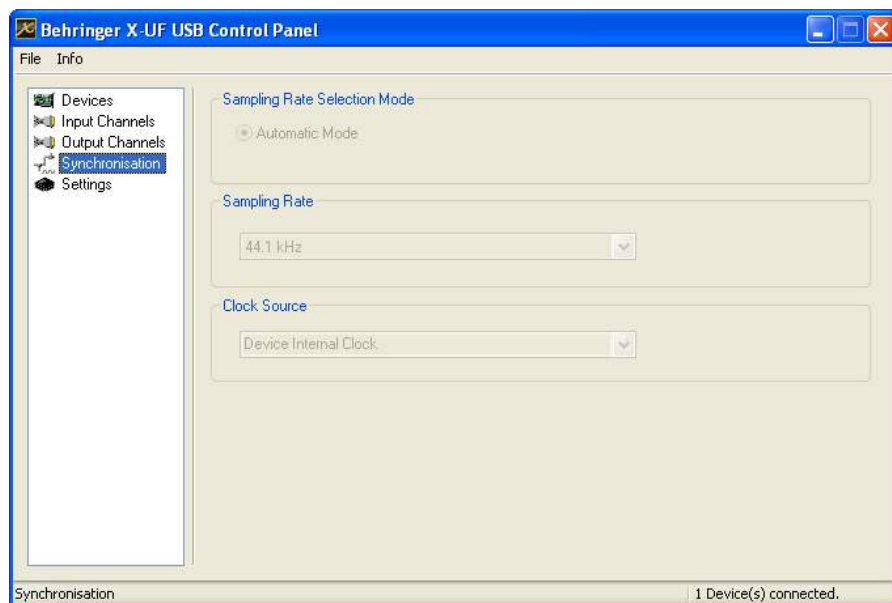 Behringer X-UF USB Control Panel
File Info
Devices
Input Channels
Output Channels
Synchronisation
Settings
Sampling Rate Selection Mode
Automatic Mode
Sampling Rate
44.1 kHz
Clock Source
Device Internal Clock
Synchronisation
1 Device(s) connected.